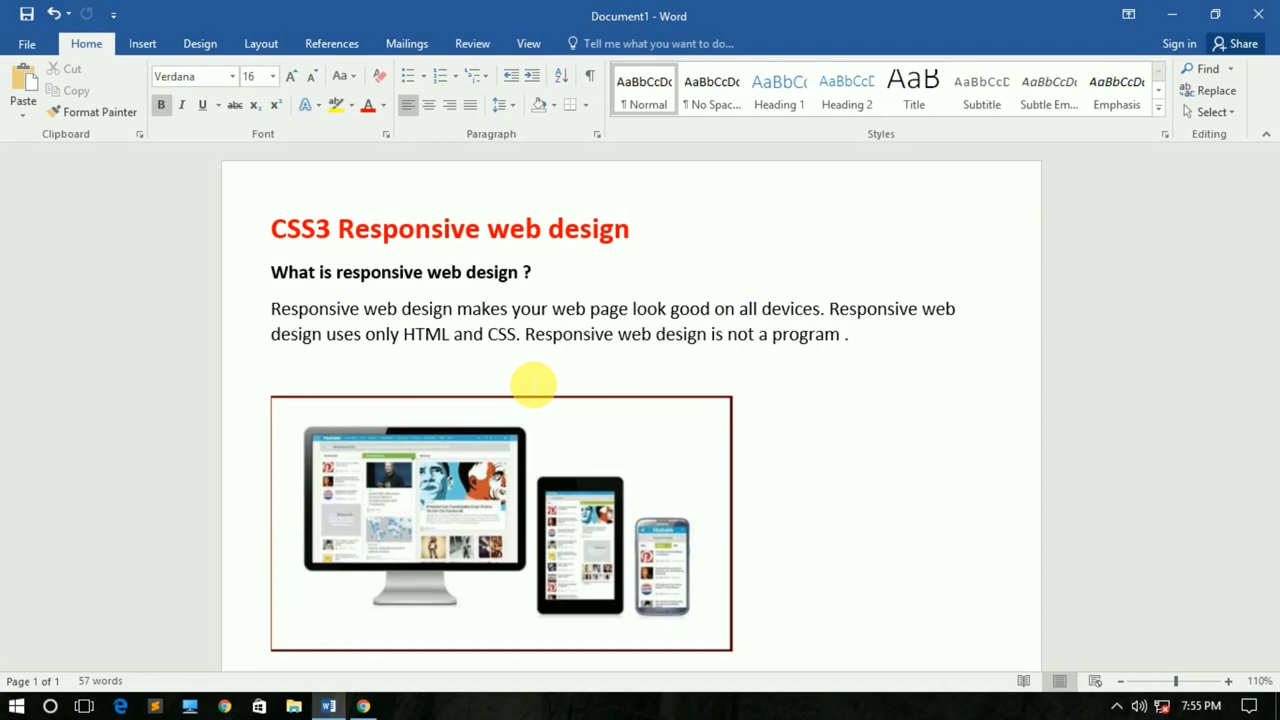 Document1 - Word
File Home Insert Design Layout References Mailings Review View Tell me what you want to do... Sign in Share
Paste Cut Copy Format Painter
Verdana 16
AaBbCcDc AaBbCcDc AaBbC AaBbCcD AaB AaBbCcD AaBbCcDc AaBbCcDc
¶ Normal ¶ No Spac... Heading 1 Heading 2 Title Subtitle Subtle Em... Emphasis
Find Replace Select
Clipboard Font Paragraph Styles Editing
CSS3 Responsive web design
What is responsive web design ?
Responsive web design makes your web page look good on all devices. Responsive web
design uses only HTML and CSS. Responsive web design is not a program .
Page 1 of 1 57 words 110%
7:55 PM